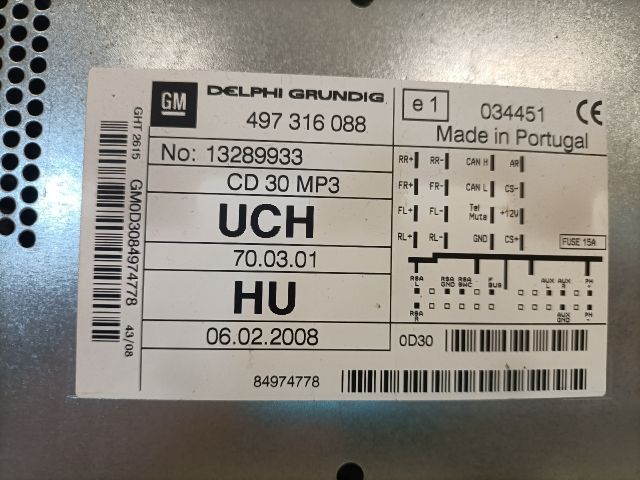 GM
DELPHI GRUNDIG
497 316 088
e1
034451
CE
Made in Portugal
GHT 2615
GM0D3084974778
43/08
No: 13289933
CD 30 MP3
UCH
70.03.01
HU
06.02.2008
RR+ RR- CAN H AR
FR+ FR- CAN L CS-
FL+ FL- Tel Mute +12V
RL+ RL- GND CS+
FUSE 15A
RSA L RSA GND RSA SWC F BUS AUX L AUX R PH +
RSA R AUX GND PH -
0D30
84974778